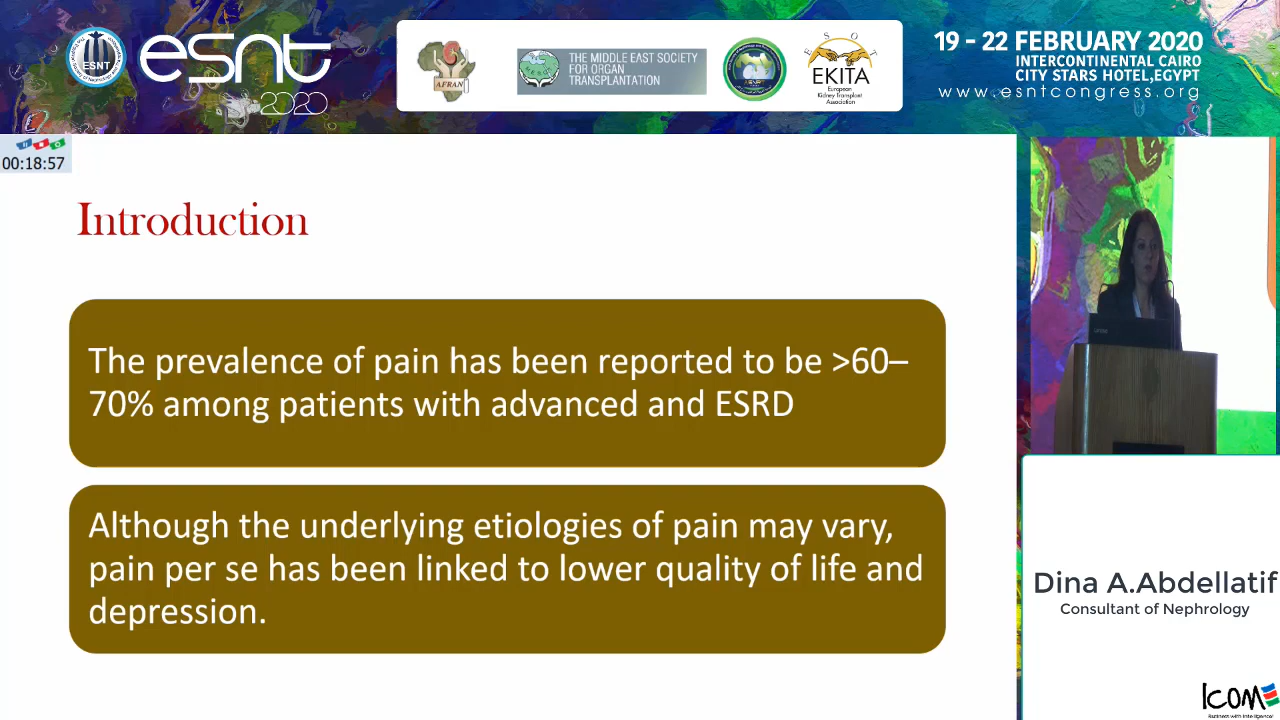 ESNT
esnt
2020
AFRAN
THE MIDDLE EAST SOCIETY
FOR ORGAN
TRANSPLANTATION
E S O T
EKITA
European
Kidney Transplant
Association
19 - 22 FEBRUARY 2020
INTERCONTINENTAL CAIRO
CITY STARS HOTEL,EGYPT
www.esntcongress.org
00:18:57
Introduction
The prevalence of pain has been reported to be >60–
70% among patients with advanced and ESRD
Although the underlying etiologies of pain may vary,
pain per se has been linked to lower quality of life and
depression.
Dina A.Abdellatif
Consultant of Nephrology
ICOM
Business with Intelligence!